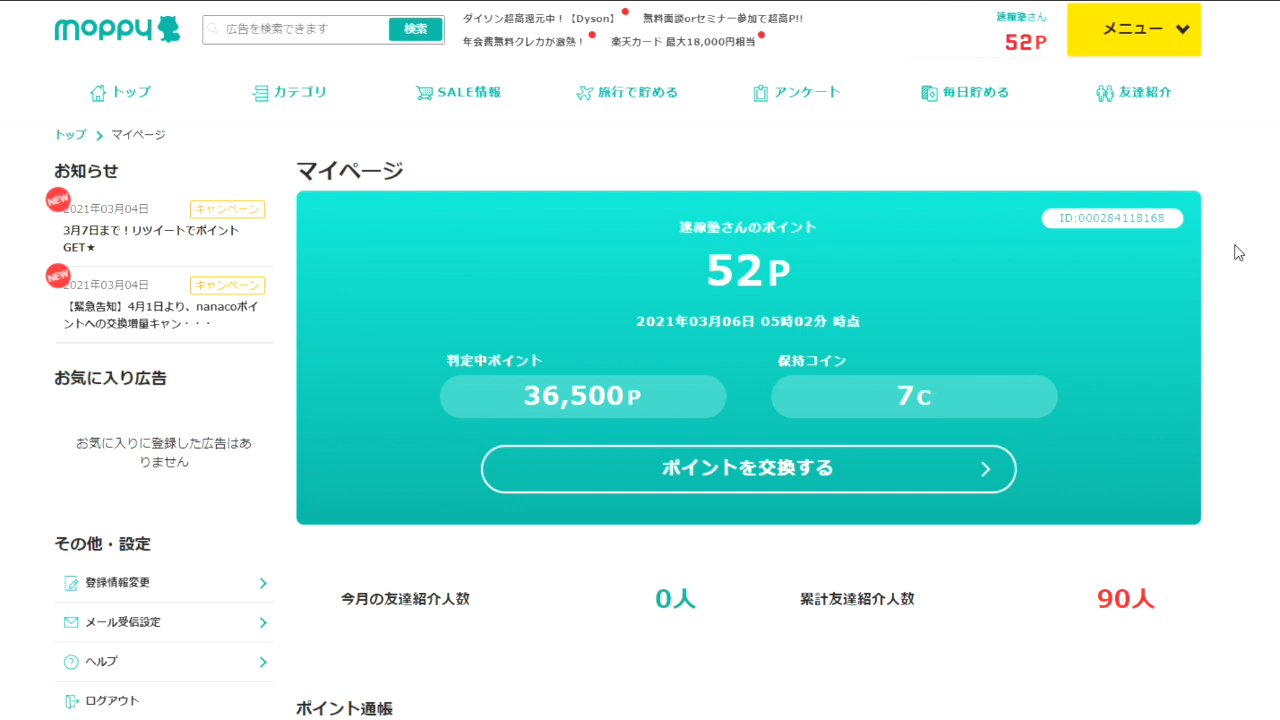 moppy
広告を検索できます
検索
ダイソン超高還元中！【Dyson】 無料面談orセミナー参加で超高P!!
年会費無料クレカが激熱！ 楽天カード 最大18,000円相当
速稼塾さん
52P
メニュー
トップ カテゴリ SALE情報 旅行で貯める アンケート 毎日貯める 友達紹介
トップ マイページ
お知らせ
NEW
2021年03月04日 キャンペーン
3月7日まで！リツイートでポイント
GET★
NEW
2021年03月04日 キャンペーン
【緊急告知】4月1日より、nanacoポイ
ントへの交換増量キャン・・・
お気に入り広告
お気に入りに登録した広告はあ
りません
その他・設定
登録情報変更
メール受信設定
ヘルプ
ログアウト
マイページ
ID:000284118168
速稼塾さんのポイント
52P
2021年03月06日 05時02分 時点
判定中ポイント 保持コイン
36,500P 7C
ポイントを交換する
今月の友達紹介人数 0人 累計友達紹介人数 90人
ポイント通帳